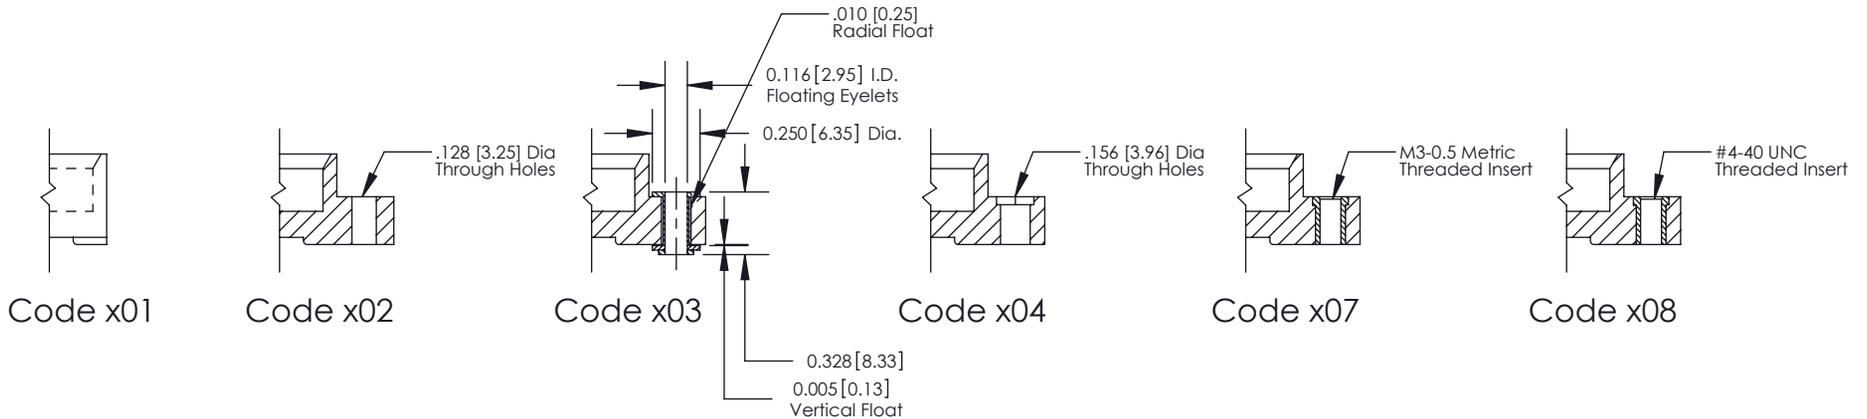 .010 [0.25]
Radial Float
0.116 [2.95] I.D.
Floating Eyelets
0.250 [6.35] Dia.
.128 [3.25] Dia
Through Holes
.156 [3.96] Dia
Through Holes
M3-0.5 Metric
Threaded Insert
#4-40 UNC
Threaded Insert
Code x01
Code x02
Code x03
Code x04
Code x07
Code x08
0.328 [8.33]
0.005 [0.13]
Vertical Float